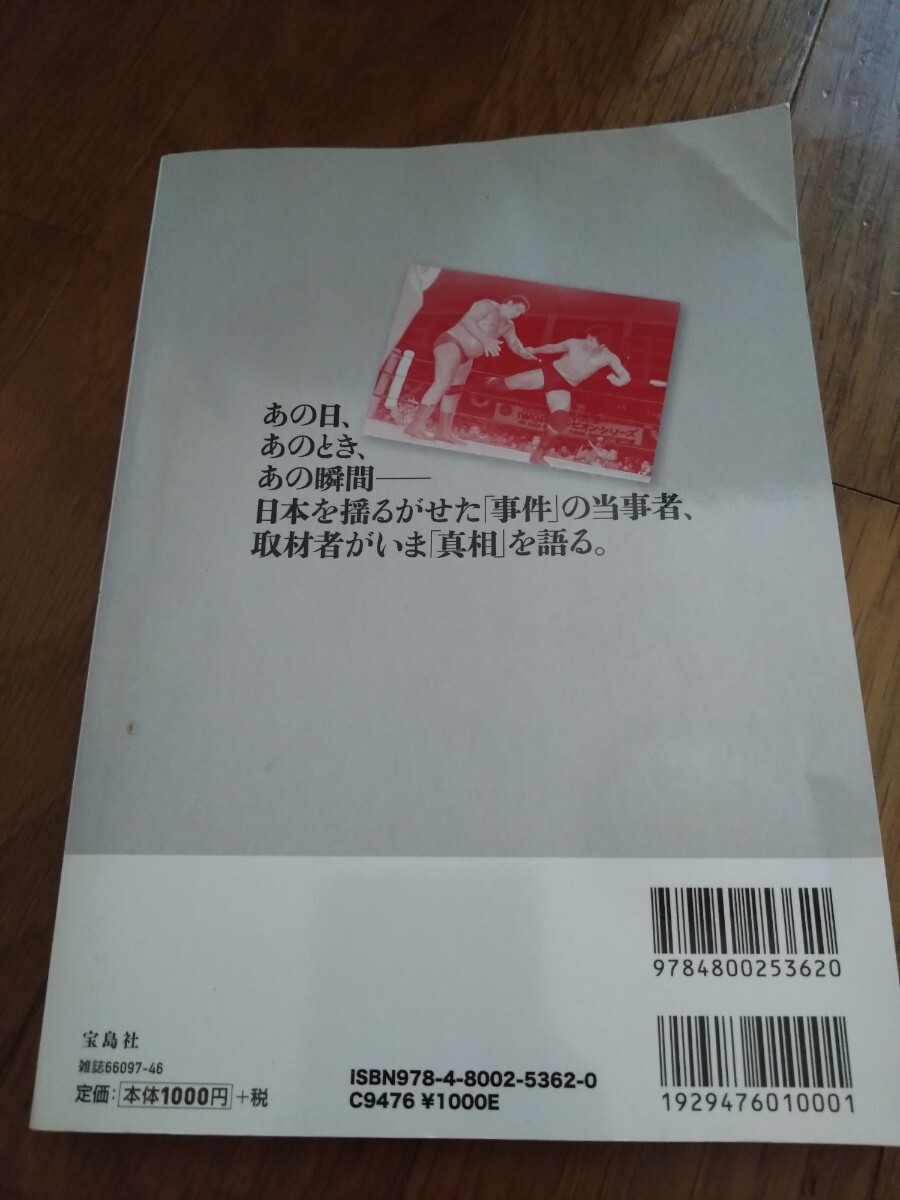 あの日、
あのとき、
あの瞬間――
日本を揺るがせた「事件」の当事者、
取材者がいま「真相」を語る。
9784800253620
宝島社
雑誌66097-46
定価:本体1000円+税
ISBN978-4-8002-5362-0
C9476 ¥1000E
1929476010001